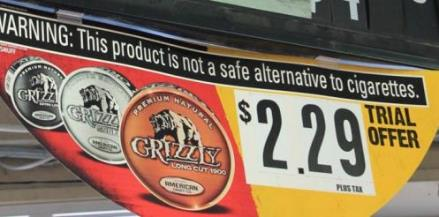 WARNING: This product is not a safe alternative to cigarettes.
SNUFF
GRIZZLY
PREMIUM NATURAL
GRIZZLY
LONG CUT 1900
AMERICAN
$2.29
TRIAL
OFFER
PLUS TAX